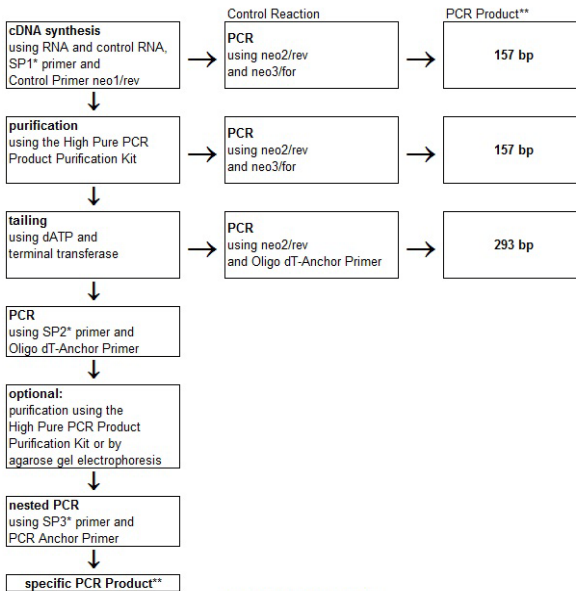 Control Reaction
PCR Product**
cDNA synthesis
using RNA and control RNA,
SP1* primer and
Control Primer neo1/rev
PCR
using neo2/rev
and neo3/for
157 bp
purification
using the High Pure PCR
Product Purification Kit
PCR
using neo2/rev
and neo3/for
157 bp
tailing
using dATP and
terminal transferase
PCR
using neo2/rev
and Oligo dT-Anchor Primer
293 bp
PCR
using SP2* primer and
Oligo dT-Anchor Primer
optional:
purification using the
High Pure PCR Product
Purification Kit or by
agarose gel electrophoresis
nested PCR
using SP3* primer and
PCR Anchor Primer
specific PCR Product**